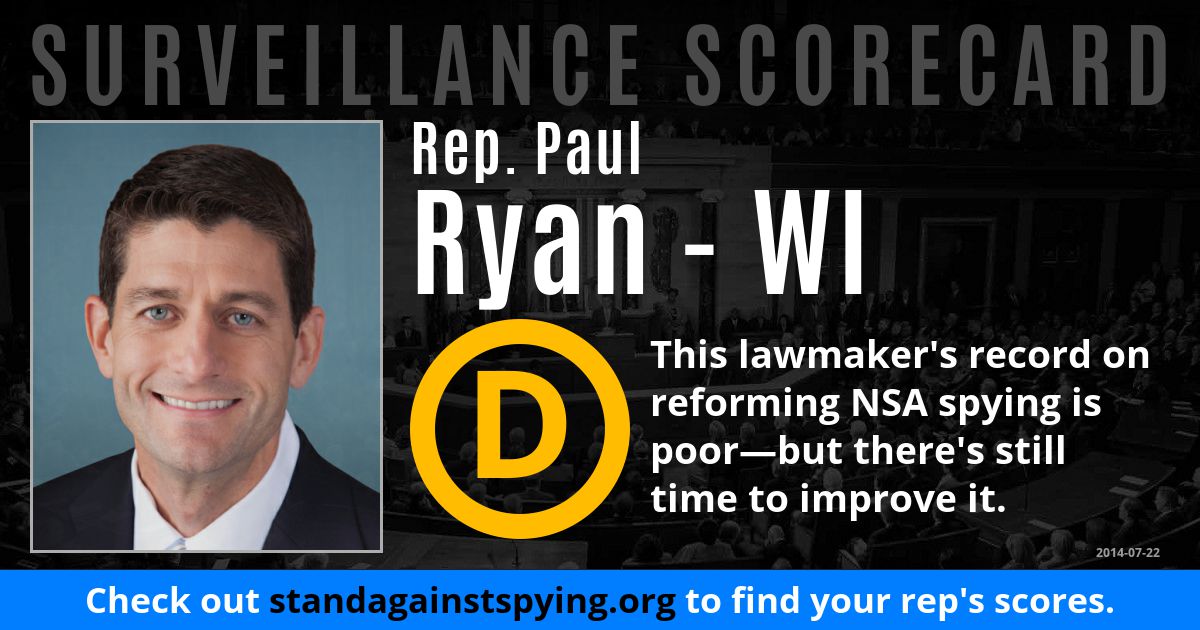 SURVEILLANCE SCORECARD
Rep. Paul
Ryan - WI
D
This lawmaker's record on
reforming NSA spying is
poor—but there's still
time to improve it.
2014-07-22
Check out standagainstspying.org to find your rep's scores.